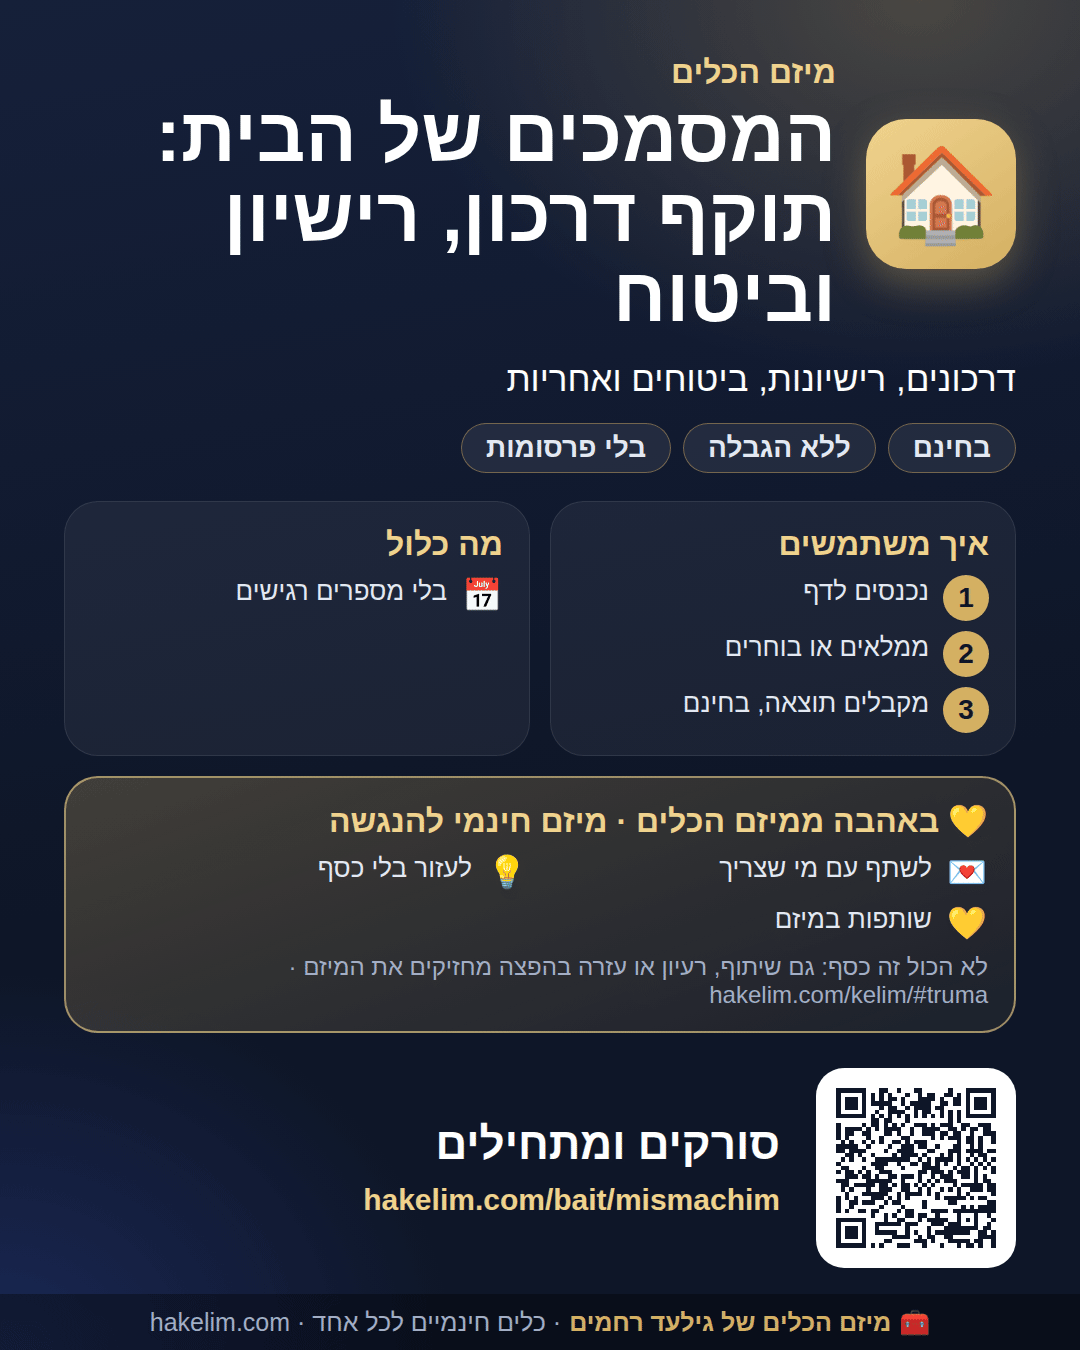 מיזם הכלים
המסמכים של הבית:
תוקף דרכון, רישיון
וביטוח
דרכונים, רישיונות, ביטוחים ואחריות
בחינם
ללא הגבלה
בלי פרסומות
איך משתמשים
1 נכנסים לדף
2 ממלאים או בוחרים
3 מקבלים תוצאה, בחינם
מה כלול
📅 בלי מספרים רגישים
💛 באהבה ממיזם הכלים · מיזם חינמי להנגשה
💌 לשתף עם מי שצריך
💡 לעזור בלי כסף
💛 שותפות במיזם
לא הכול זה כסף: גם שיתוף, רעיון או עזרה בהפצה מחזיקים את המיזם ·
hakelim.com/kelim/#truma
סורקים ומתחילים
hakelim.com/bait/mismachim
🧰 מיזם הכלים של גילעד רחמים · כלים חינמיים לכל אחד · hakelim.com